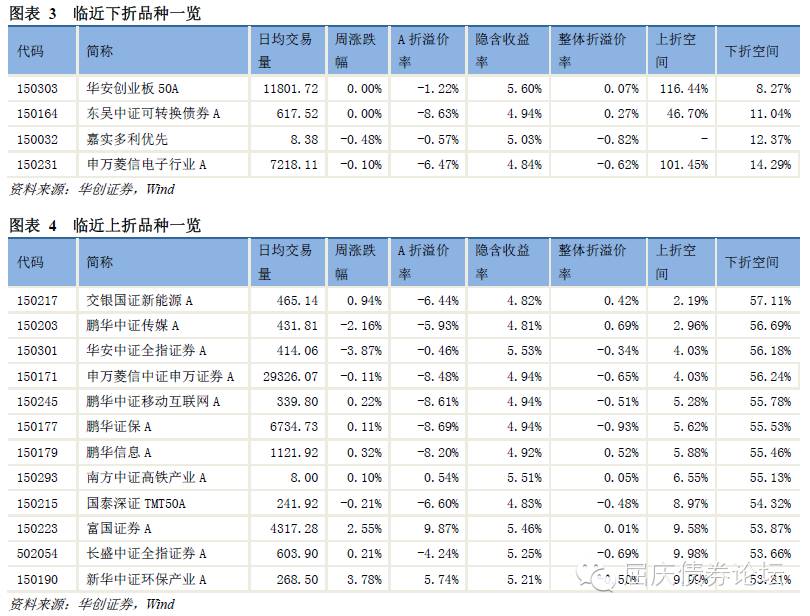 图表 3 临近下折品种一览
代码 简称 日均交易量 周涨跌幅 A 折溢价率 隐含收益率 整体折溢价率 上折空间 下折空间
150303 华安创业板 50A 11801.72 0.00% -1.22% 5.60% 0.07% 116.44% 8.27%
150164 东吴中证可转换债券 A 617.52 0.00% -8.63% 4.94% 0.27% 46.70% 11.04%
150032 嘉实多利优先 8.38 -0.48% -0.57% 5.03% -0.82% - 12.37%
150231 申万菱信电子行业 A 7218.11 -0.10% -6.47% 4.84% -0.62% 101.45% 14.29%
资料来源：华创证券，Wind
图表 4 临近上折品种一览
代码 简称 日均交易量 周涨跌幅 A 折溢价率 隐含收益率 整体折溢价率 上折空间 下折空间
150217 交银国证新能源 A 465.14 0.94% -6.44% 4.82% 0.42% 2.19% 57.11%
150203 鹏华中证传媒 A 431.81 -2.16% -5.93% 4.81% 0.69% 2.96% 56.69%
150301 华安中证全指证券 A 414.06 -3.87% -0.46% 5.53% -0.34% 4.03% 56.18%
150171 申万菱信中证申万证券 A 29326.07 -0.11% -8.48% 4.94% -0.65% 4.03% 56.24%
150245 鹏华中证移动互联网 A 339.80 0.22% -8.61% 4.94% -0.51% 5.28% 55.78%
150177 鹏华证保 A 6734.73 0.11% -8.69% 4.94% -0.93% 5.62% 55.53%
150179 鹏华信息 A 1121.92 0.32% -8.20% 4.92% 0.52% 5.88% 55.46%
150293 南方中证高铁产业 A 8.00 0.10% 0.54% 5.51% 0.05% 6.55% 55.13%
150215 国泰深证 TMT50A 241.92 -0.21% -6.60% 4.83% -0.48% 8.97% 54.32%
150223 富国证券 A 4317.28 2.55% 9.87% 5.46% 0.01% 9.58% 53.87%
502054 长盛中证全指证券 A 603.90 0.21% -4.24% 5.25% -0.69% 9.98% 53.66%
150190 新华中证环保产业 A 268.50 3.78% 5.74% 5.21%
屈庆债券论坛
资料来源：华创证券，Wind